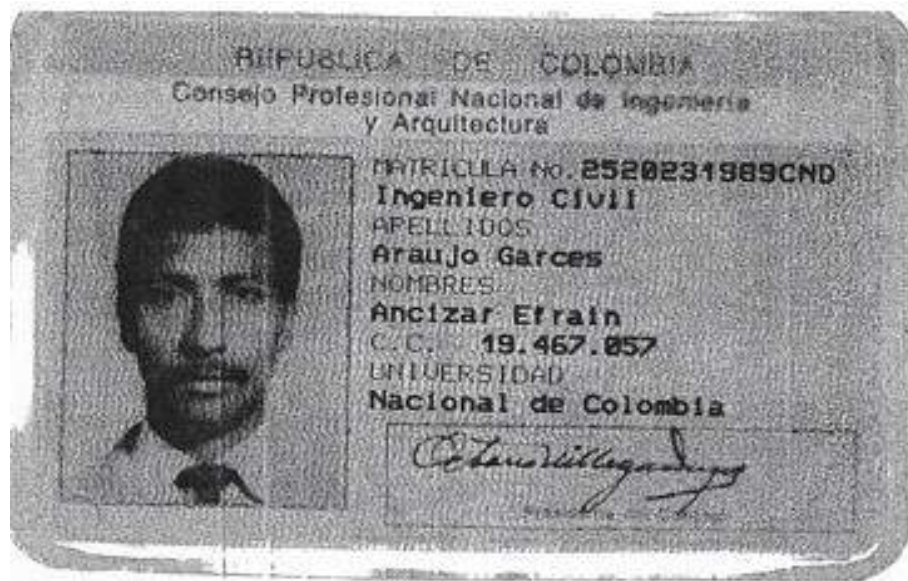 REPUBLICA DE COLOMBIA
Consejo Profesional Nacional de Ingenieria
y Arquitectura
MATRICULA No. 2520231989CND
Ingeniero Civil
APELLIDOS
Araujo Garces
NOMBRES
Ancizar Efrain
C.C. 19.467.057
UNIVERSIDAD
Nacional de Colombia